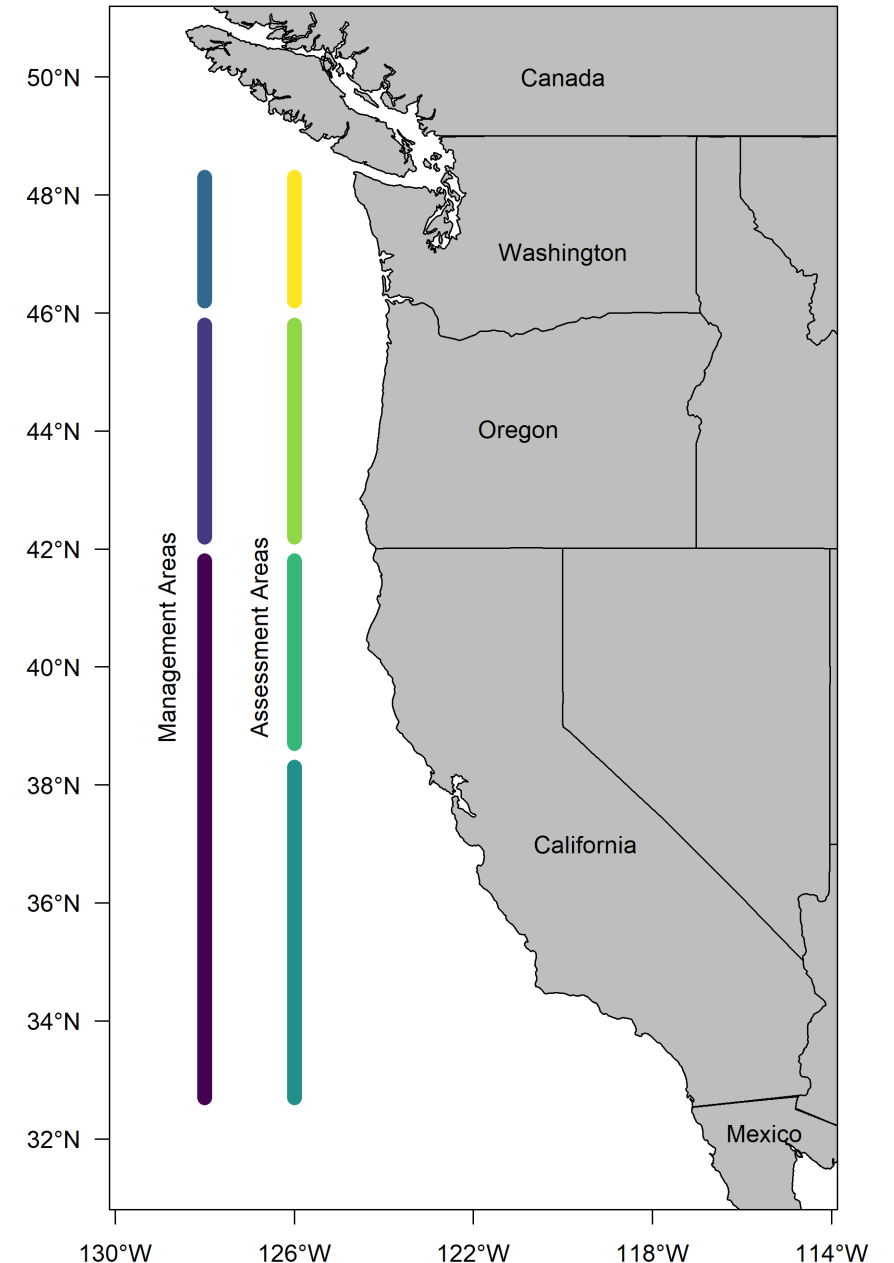 50°N
Canada
48°N
Washington
46°N
44°N
Oregon
42°N
Management Areas
Assessment Areas
40°N
38°N
California
36°N
34°N
32°N
Mexico
130°W
126°W
122°W
118°W
114°W